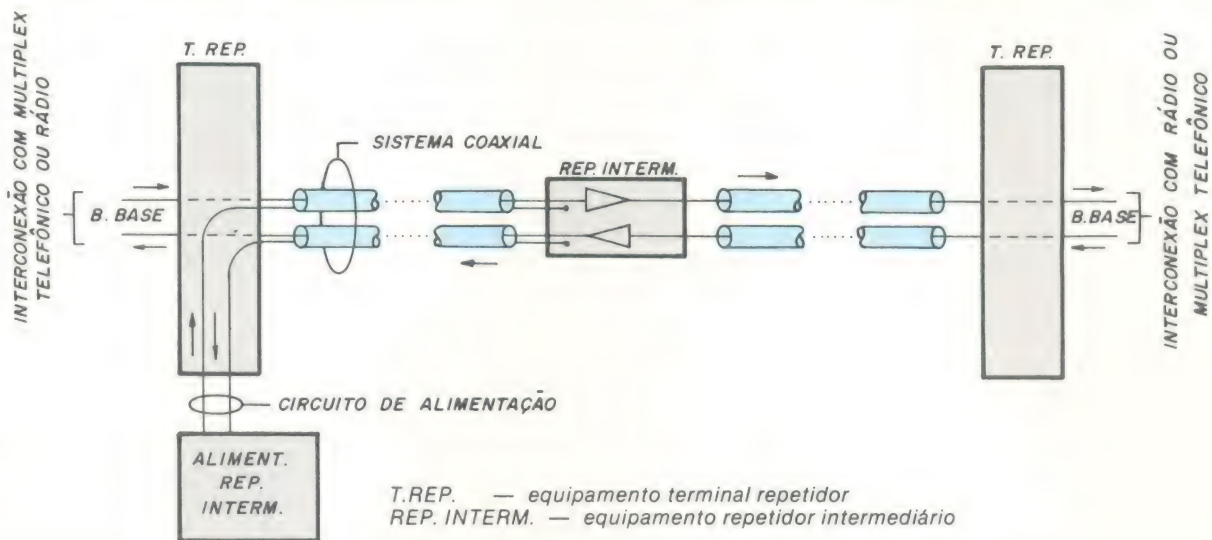 T. REP.
T. REP.
INTERCONEXÃO COM MULTIPLEX
TELEFÔNICO OU RÁDIO
SISTEMA COAXIAL
REP. INTERM.
B. BASE
B. BASE
INTERCONEXÃO COM RÁDIO OU
MULTIPLEX TELEFÔNICO
CIRCUITO DE ALIMENTAÇÃO
ALIMENT.
REP.
INTERM.
T.REP. — equipamento terminal repetidor
REP. INTERM. — equipamento repetidor intermediário